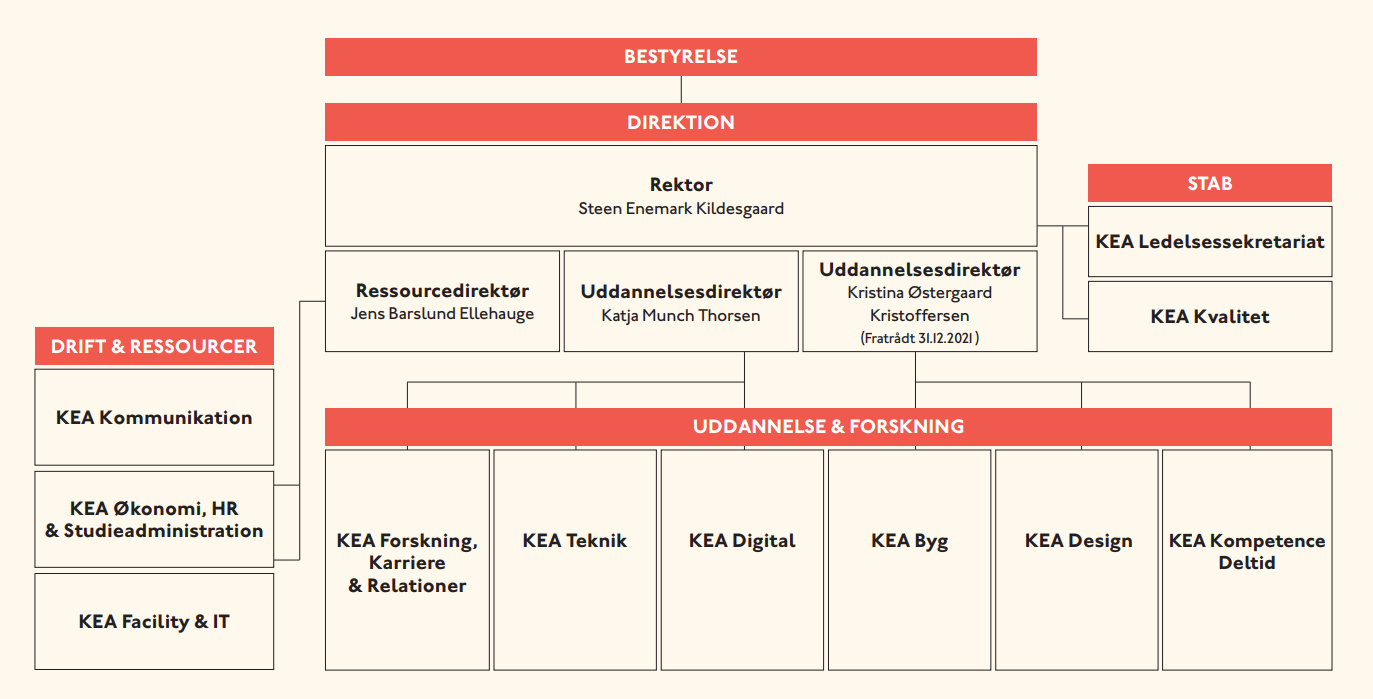 BESTYRELSE
DIREKTION
Rektor
Steen Enemark Kildesgaard
Ressourcedirektør
Jens Barslund Ellehauge
Uddannelsesdirektør
Katja Munch Thorsen
Uddannelsesdirektør
Kristina Østergaard
Kristoffersen
(Fratrådt 31.12.2021)
STAB
KEA Ledelsessekretariat
KEA Kvalitet
DRIFT & RESSOURCER
KEA Kommunikation
KEA Økonomi, HR
& Studieadministration
KEA Facility & IT
UDDANNELSE & FORSKNING
KEA Forskning,
Karriere
& Relationer
KEA Teknik
KEA Digital
KEA Byg
KEA Design
KEA Kompetence
Deltid